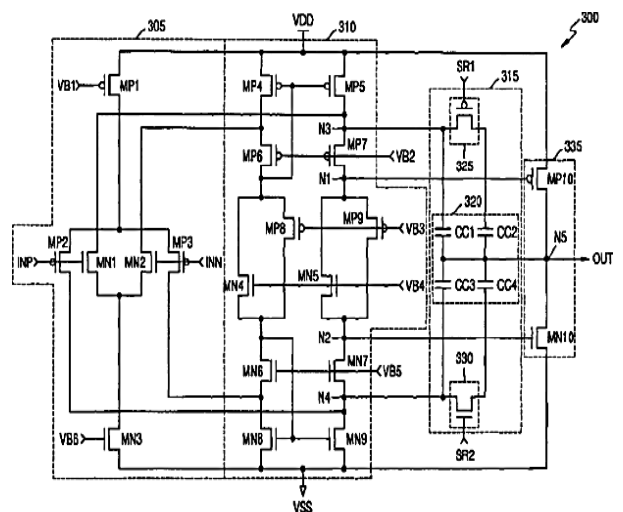 305
VDD
310
300
VB1
MP1
MP4
MP5
SR1
315
N3
325
335
MP6
MP7
VB2
N1
MP10
320
MP2
MP3
MP8
MP9
VB3
CC1
CC2
N5
INP
MN1
MN2
INN
OUT
MN4
MN5
VB4
CC3
CC4
N2
MN10
MN6
MN7
VB5
330
N4
VB6
MN3
MN8
MN9
SR2
VSS